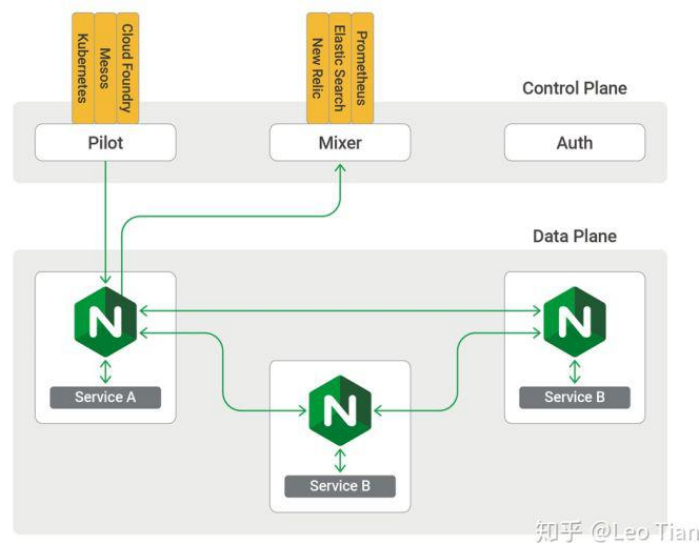 Kubernetes
Mesos
Cloud Foundry
New Relic
Elastic Search
Prometheus
Control Plane
Pilot
Mixer
Auth
Data Plane
N
N
Service A
Service B
N
Service B
知乎 @Leo Tian